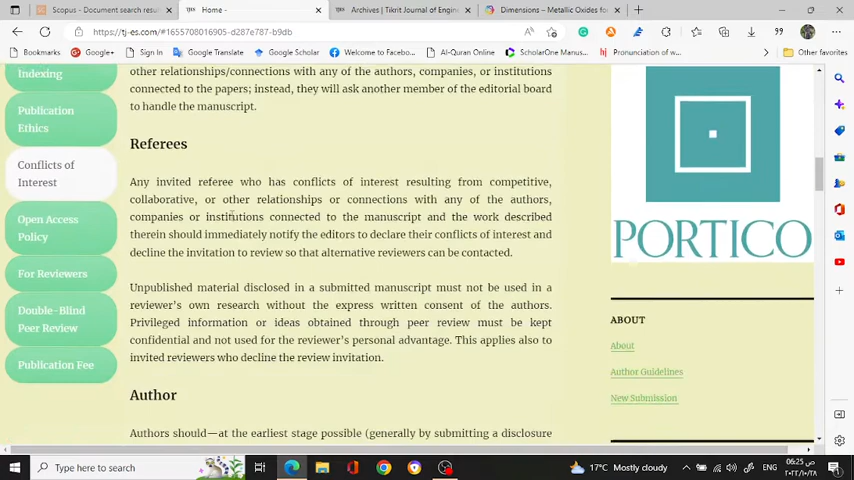 Scopus - Document search resul
Home -
Archives | Tikrit Journal of Engin
Dimensions – Metallic Oxides for
https://tj-es.com/#1655708016905-d287e787-b9db
Bookmarks
Google+
Sign In
Google Translate
Google Scholar
Welcome to Facebo...
Al-Quran Online
ScholarOne Manus...
Pronunciation of w...
Other favorites
Indexing
Publication
Ethics
Conflicts of
Interest
Open Access
Policy
For Reviewers
Double-Blind
Peer Review
Publication Fee
other relationships/connections with any of the authors, companies, or institutions
connected to the papers; instead, they will ask another member of the editorial board
to handle the manuscript.
Referees
Any invited referee who has conflicts of interest resulting from competitive,
collaborative, or other relationships or connections with any of the authors,
companies or institutions connected to the manuscript and the work described
therein should immediately notify the editors to declare their conflicts of interest and
decline the invitation to review so that alternative reviewers can be contacted.
Unpublished material disclosed in a submitted manuscript must not be used in a
reviewer’s own research without the express written consent of the authors.
Privileged information or ideas obtained through peer review must be kept
confidential and not used for the reviewer’s personal advantage. This applies also to
invited reviewers who decline the review invitation.
Author
Authors should—at the earliest stage possible (generally by submitting a disclosure
PORTICO
ABOUT
About
Author Guidelines
New Submission
Type here to search
17°C Mostly cloudy
ENG
06:25 ص
٢٠٢٢/١٠/٢٨